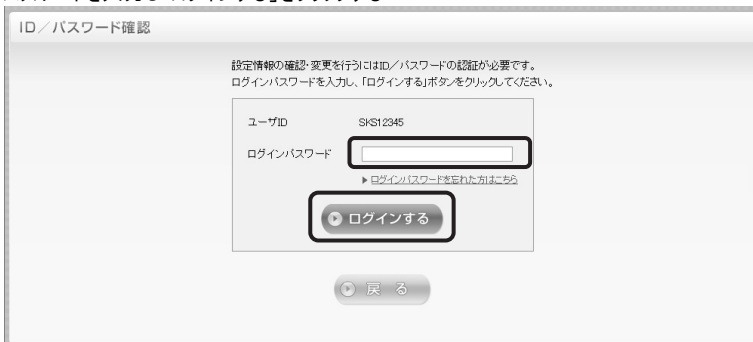 ID／パスワード確認
設定情報の確認・変更を行うにはID／パスワードの認証が必要です。
ログインパスワードを入力し、「ログインする」ボタンをクリックしてください。
ユーザID SKS12345
ログインパスワード
ログインパスワードを忘れた方はこちら
ログインする
戻る